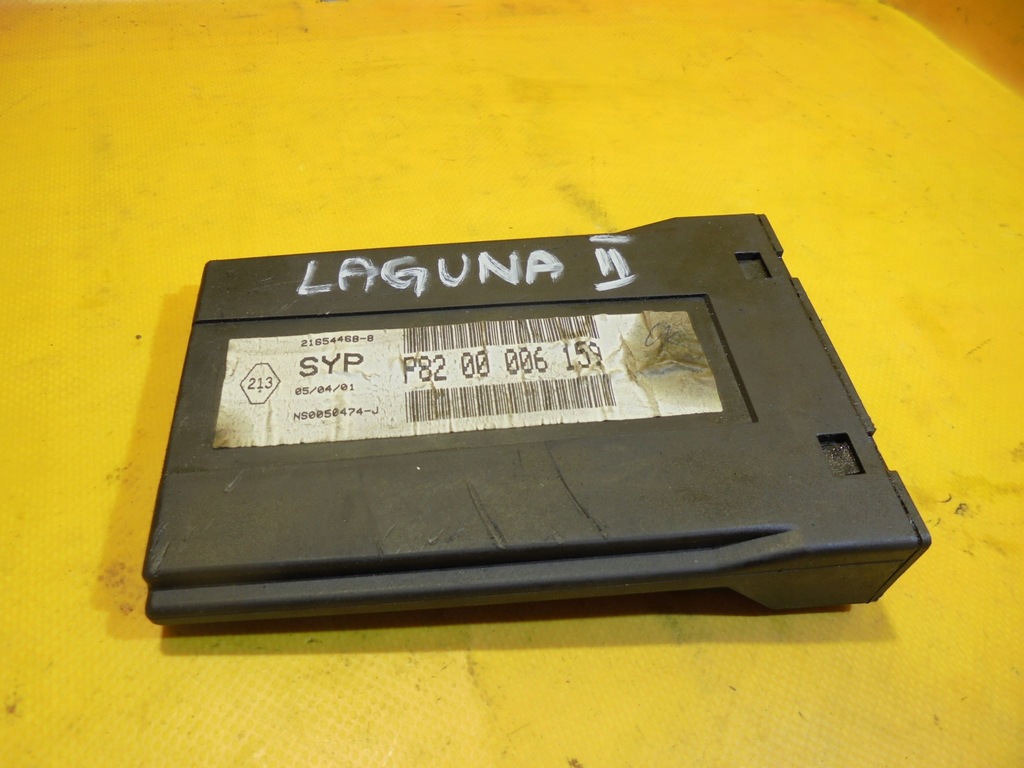 LAGUNA II
21654468-8
213
SYP
P82 00 006 159
05/04/01
NS0050474-J